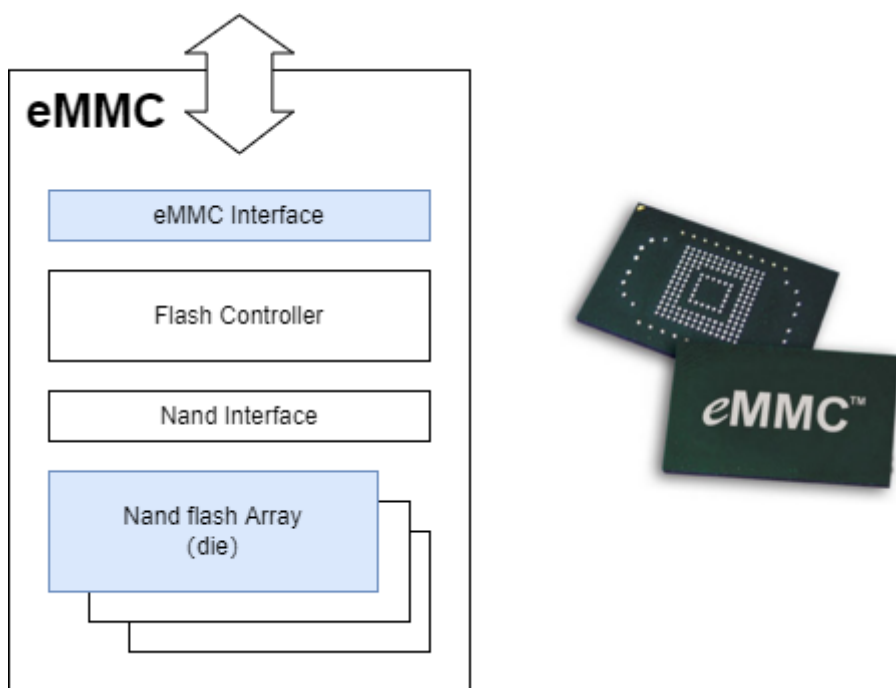 eMMC
eMMC Interface
Flash Controller
Nand Interface
Nand flash Array
(die)
eMMC™